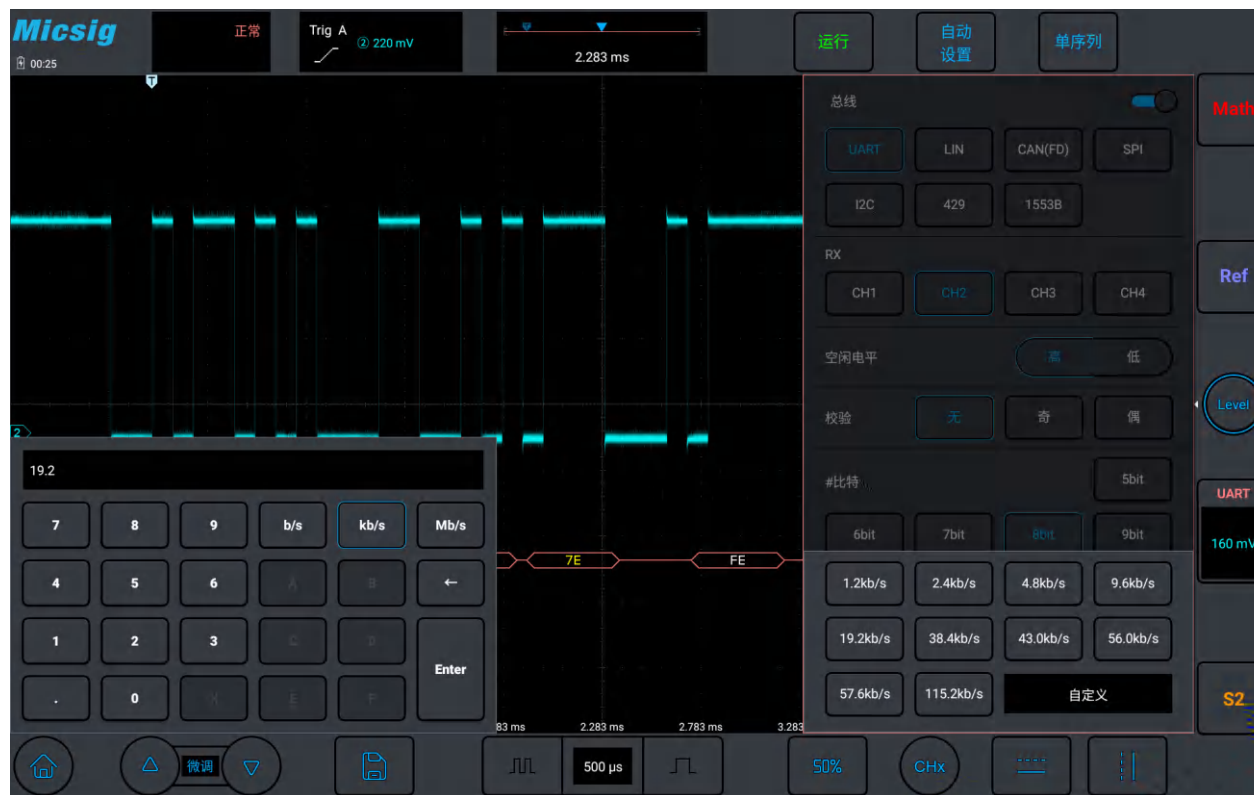 Micsig
正常
Trig A
② 220 mV
2.283 ms
运行
自动
设置
单序列
00:25
T
总线
Math
UART
LIN
CAN(FD)
SPI
I2C
429
1553B
RX
CH1
CH2
CH3
CH4
Ref
空闲电平
高
低
校验
无
奇
偶
Level
2
#比特
5bit
6bit
7bit
8bit
9bit
UART
160 mV
19.2
7
8
9
b/s
kb/s
Mb/s
4
5
6
A
B
←
1
2
3
C
D
Enter
.
0
X
E
F
7E
FE
1.2kb/s
2.4kb/s
4.8kb/s
9.6kb/s
19.2kb/s
38.4kb/s
43.0kb/s
56.0kb/s
57.6kb/s
115.2kb/s
自定义
S2
83 ms
2.283 ms
2.783 ms
3.283
微调
500 μs
50%
CHx